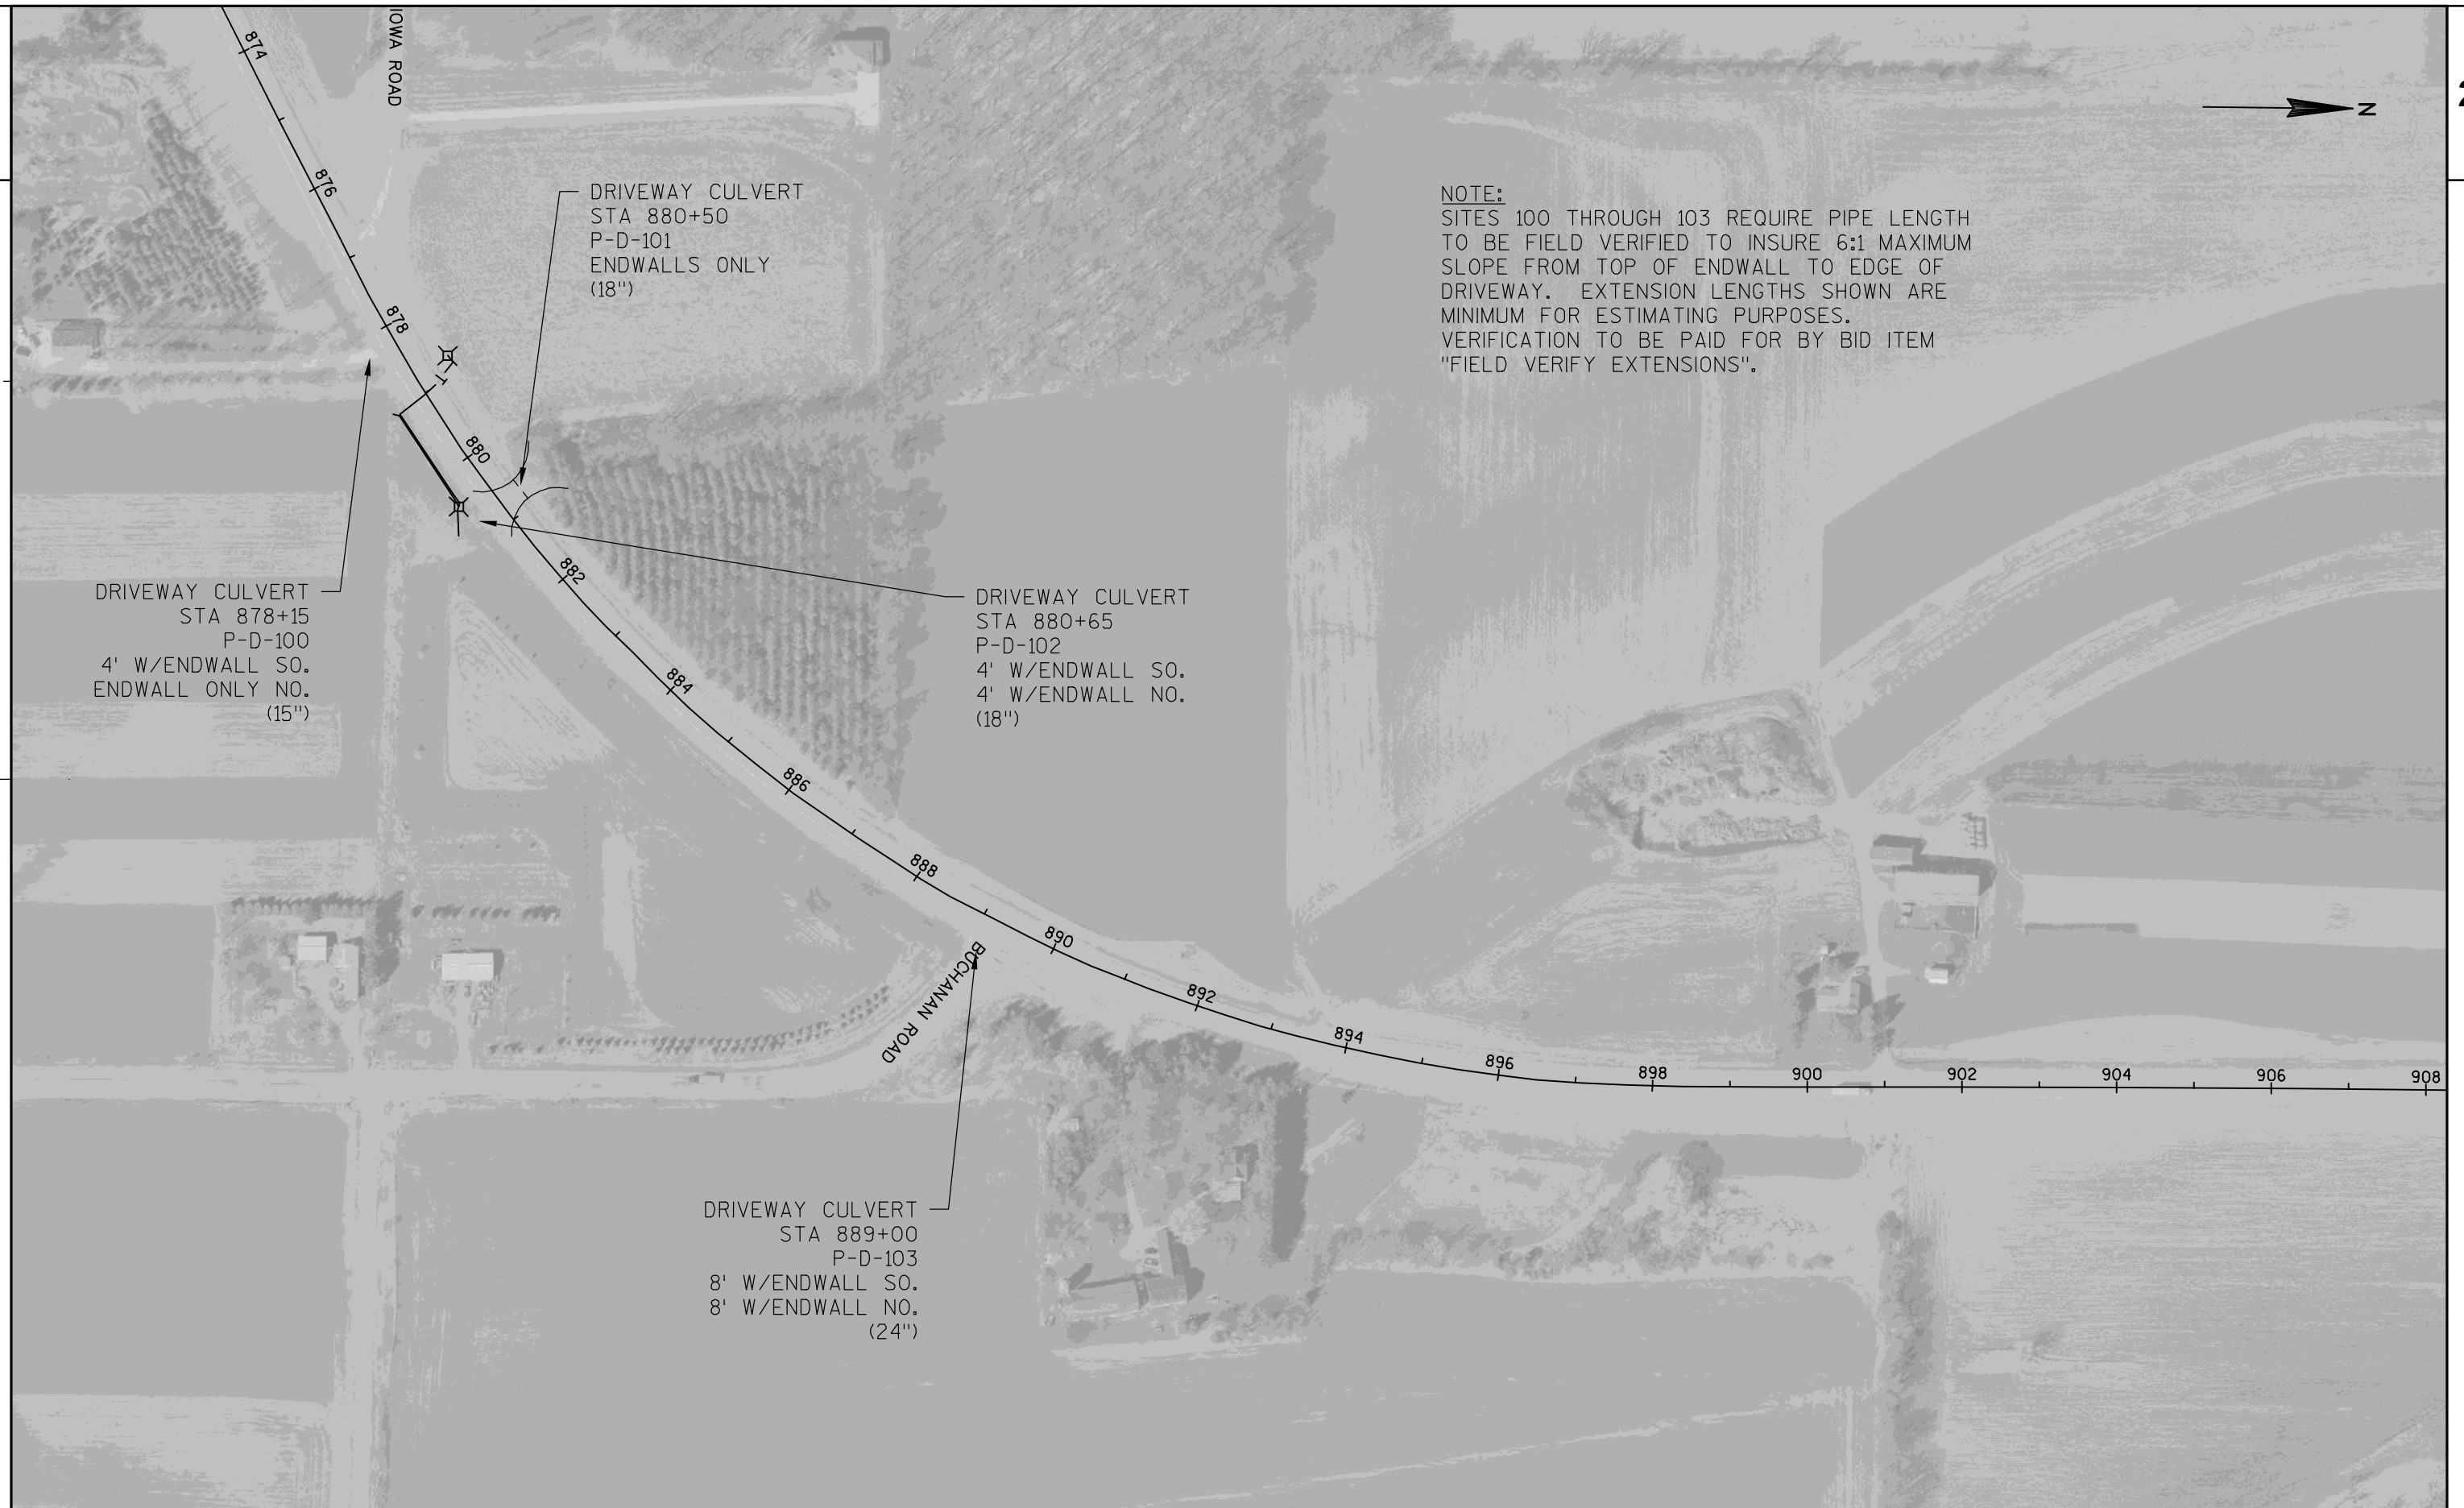 IOWA ROAD
874
876
878
880
882
884
886
888
890
892
894
896
898
900
902
904
906
908
N
DRIVEWAY CULVERT
STA 880+50
P-D-101
ENDWALLS ONLY
(18")
NOTE:
SITES 100 THROUGH 103 REQUIRE PIPE LENGTH
TO BE FIELD VERIFIED TO INSURE 6:1 MAXIMUM
SLOPE FROM TOP OF ENDWALL TO EDGE OF
DRIVEWAY. EXTENSION LENGTHS SHOWN ARE
MINIMUM FOR ESTIMATING PURPOSES.
VERIFICATION TO BE PAID FOR BY BID ITEM
"FIELD VERIFY EXTENSIONS".
DRIVEWAY CULVERT
STA 878+15
P-D-100
4' W/ENDWALL SO.
ENDWALL ONLY NO.
(15")
DRIVEWAY CULVERT
STA 880+65
P-D-102
4' W/ENDWALL SO.
4' W/ENDWALL NO.
(18")
BUCHANAN ROAD
DRIVEWAY CULVERT
STA 889+00
P-D-103
8' W/ENDWALL SO.
8' W/ENDWALL NO.
(24")